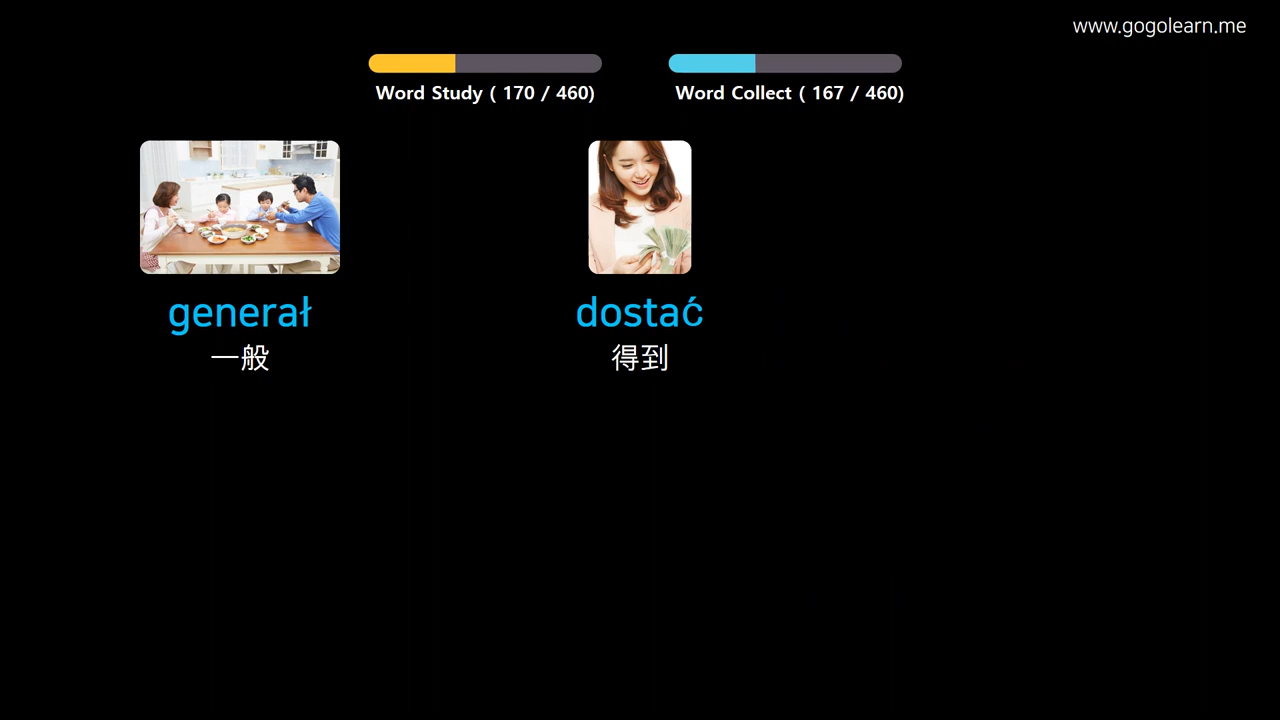 www.gogolearn.me
Word Study ( 170 / 460)
Word Collect ( 167 / 460)
generał
一般
dostać
得到